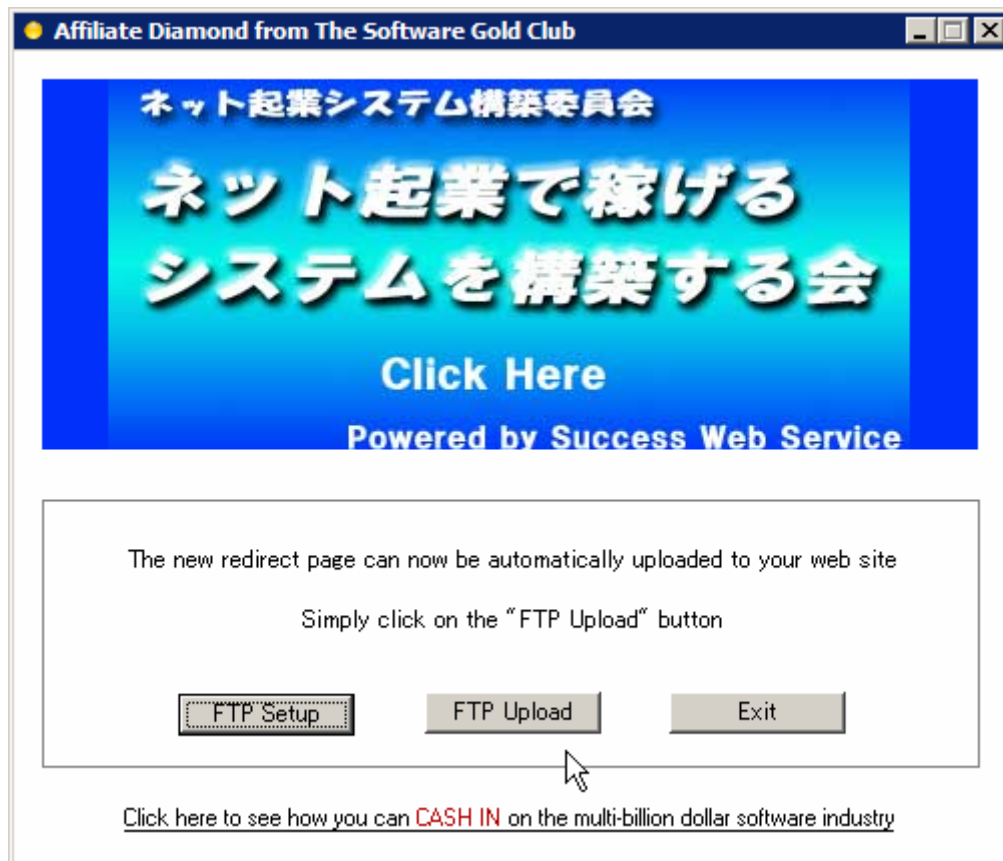 Affiliate Diamond from The Software Gold Club
ネット起業システム構築委員会
ネット起業で稼げる
システムを構築する会
Click Here
Powered by Success Web Service
The new redirect page can now be automatically uploaded to your web site
Simply click on the "FTP Upload" button
FTP Setup FTP Upload Exit
Click here to see how you can CASH IN on the multi-billion dollar software industry